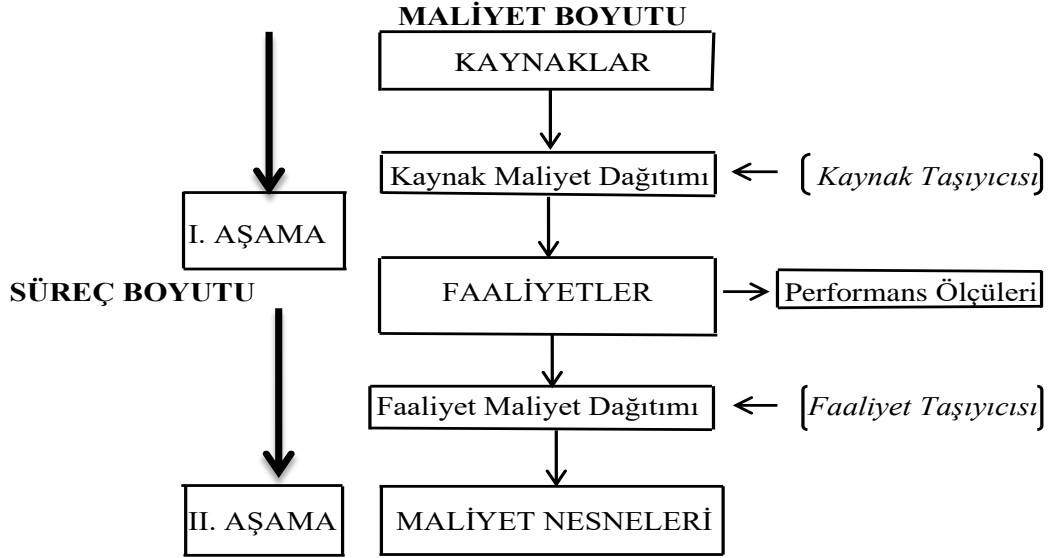 MALİYET BOYUTU
KAYNAKLAR
Kaynak Maliyet Dağıtımı
Kaynak Taşıyıcısı
I. AŞAMA
SÜREÇ BOYUTU
FAALİYETLER
Performans Ölçüleri
Faaliyet Maliyet Dağıtımı
Faaliyet Taşıyıcısı
II. AŞAMA
MALİYET NESNELERİ